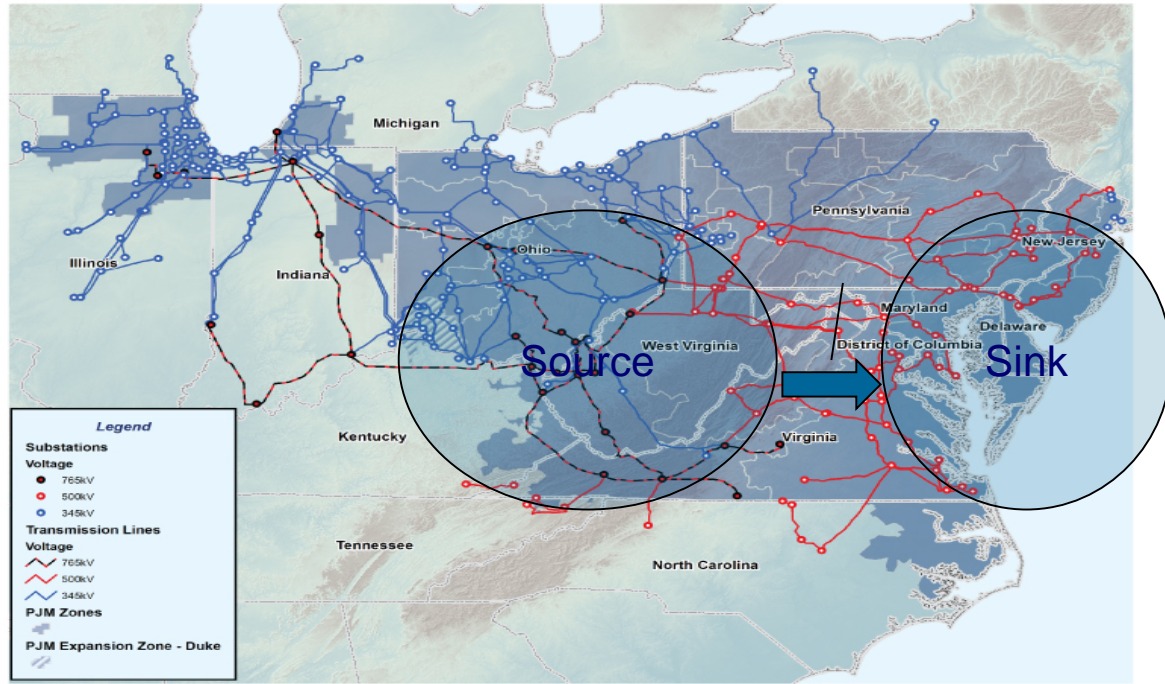 Michigan
Pennsylvania
New Jersey
Ohio
Illinois
Indiana
Maryland
Delaware
West Virginia
District of Columbia
Source
Sink
Kentucky
Virginia
Tennessee
North Carolina
Legend
Substations
Voltage
765kV
500kV
345kV
Transmission Lines
Voltage
765kV
500kV
345kV
PJM Zones
PJM Expansion Zone - Duke